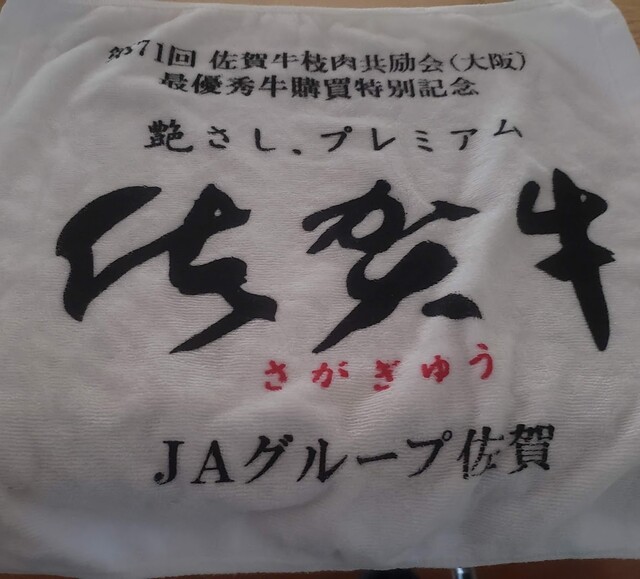 第71回 佐賀牛枝肉共励会(大阪)
最優秀牛購買特別記念
艶さし、プレミアム
佐賀牛
さがぎゅう
JAグループ佐賀